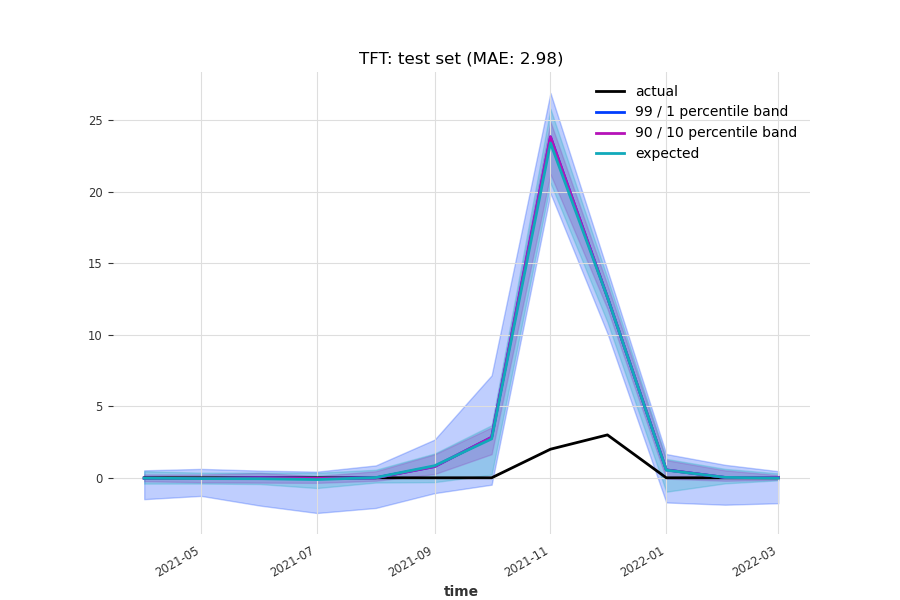 TFT: test set (MAE: 2.98)
actual
99 / 1 percentile band
90 / 10 percentile band
expected
25
20
15
10
5
0
2021-05
2021-07
2021-09
2021-11
2022-01
2022-03
time